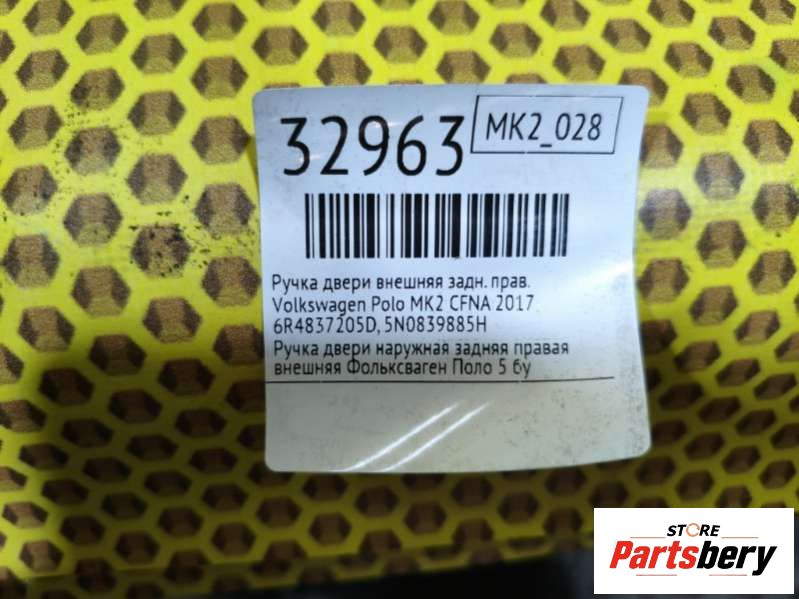 32963
MK2_028
Ручка двери внешняя задн. прав.
Volkswagen Polo MK2 CFNA 2017
6R4837205D, 5N0839885H
Ручка двери наружная задняя правая
внешняя Фольксваген Поло 5 бу
STORE
Partsbery